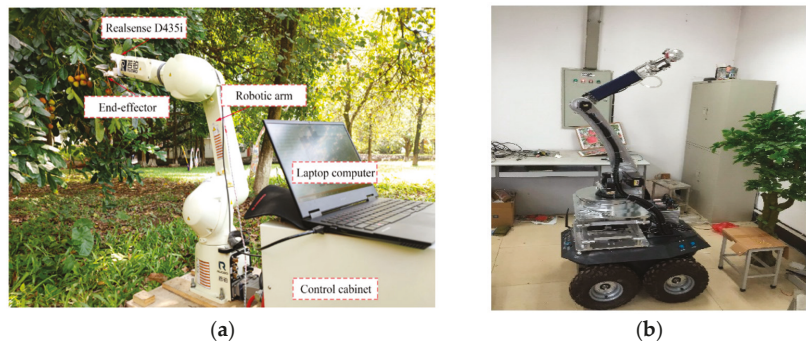 Realsense D435i
End-effector
Robotic arm
Laptop computer
Control cabinet
(a)
(b)